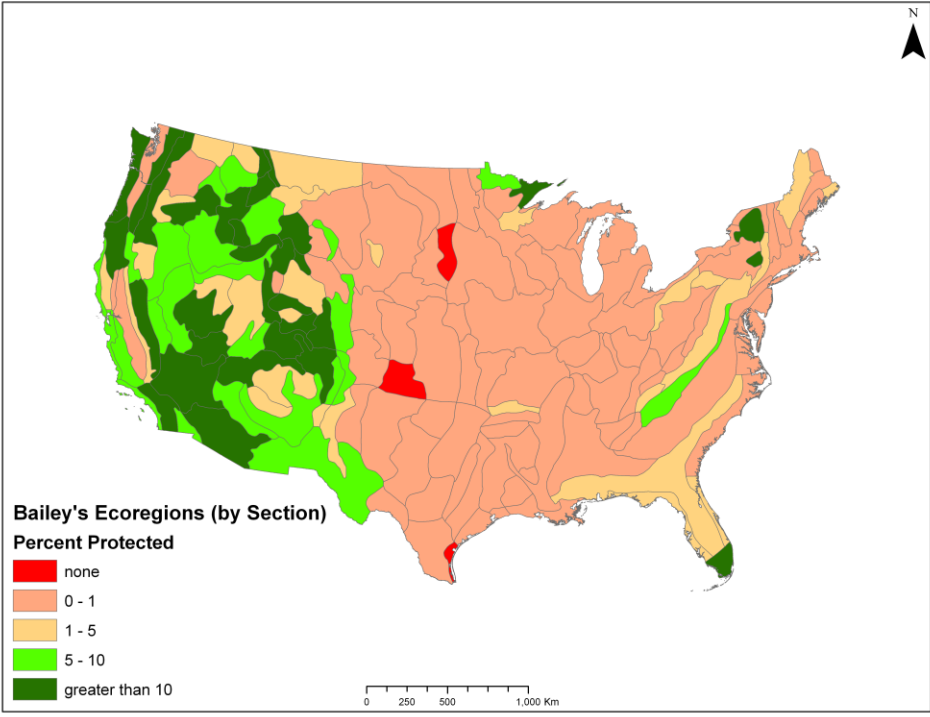 N
Bailey's Ecoregions (by Section)
Percent Protected
none
0 - 1
1 - 5
5 - 10
greater than 10
0 250 500 1,000 Km